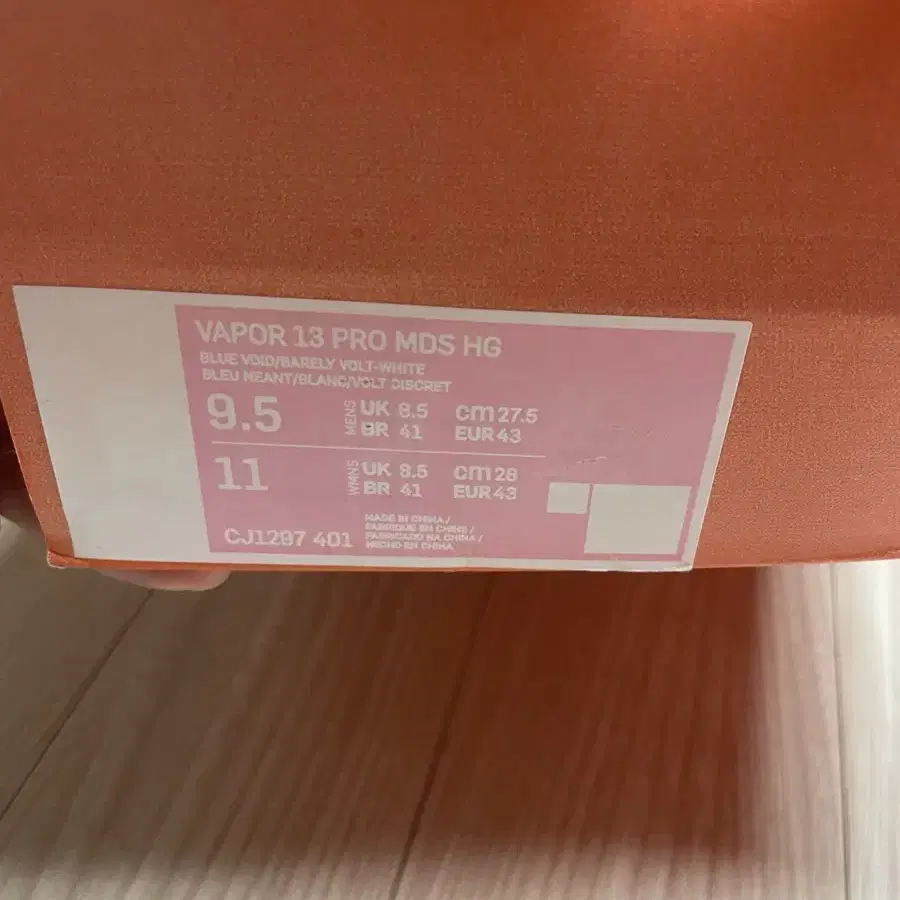 VAPOR 13 PRO MDS HG
BLUE VOID/BARELY VOLT-WHITE
BLEU NEANT/BLANC/VOLT DISCRET
9.5 MENS UK 8.5 cm 27.5
BR 41 EUR 43
11 WMNS UK 8.5 cm 28
BR 41 EUR 43
CJ1297 401
MADE IN CHINA /
FABRIQUE EN CHINE /
FABRICADO NA CHINA /
HECHO EN CHINA